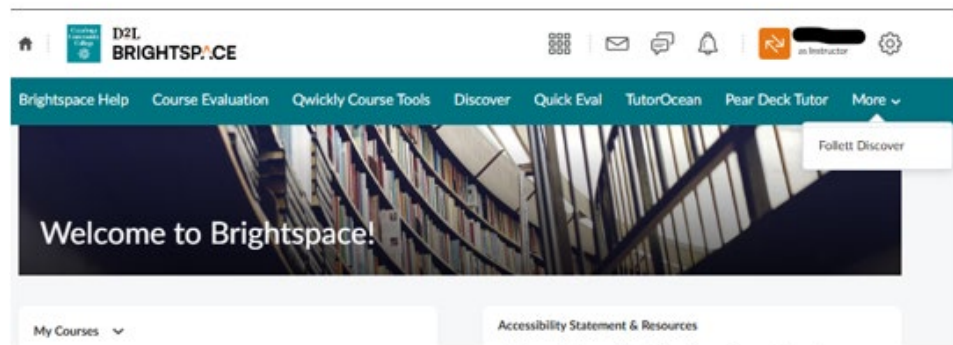 D2L
BRIGHTSPACE
as Instructor
Brightspace Help Course Evaluation Qwickly Course Tools Discover Quick Eval TutorOcean Pear Deck Tutor More
Follett Discover
Welcome to Brightspace!
My Courses
Accessibility Statement & Resources